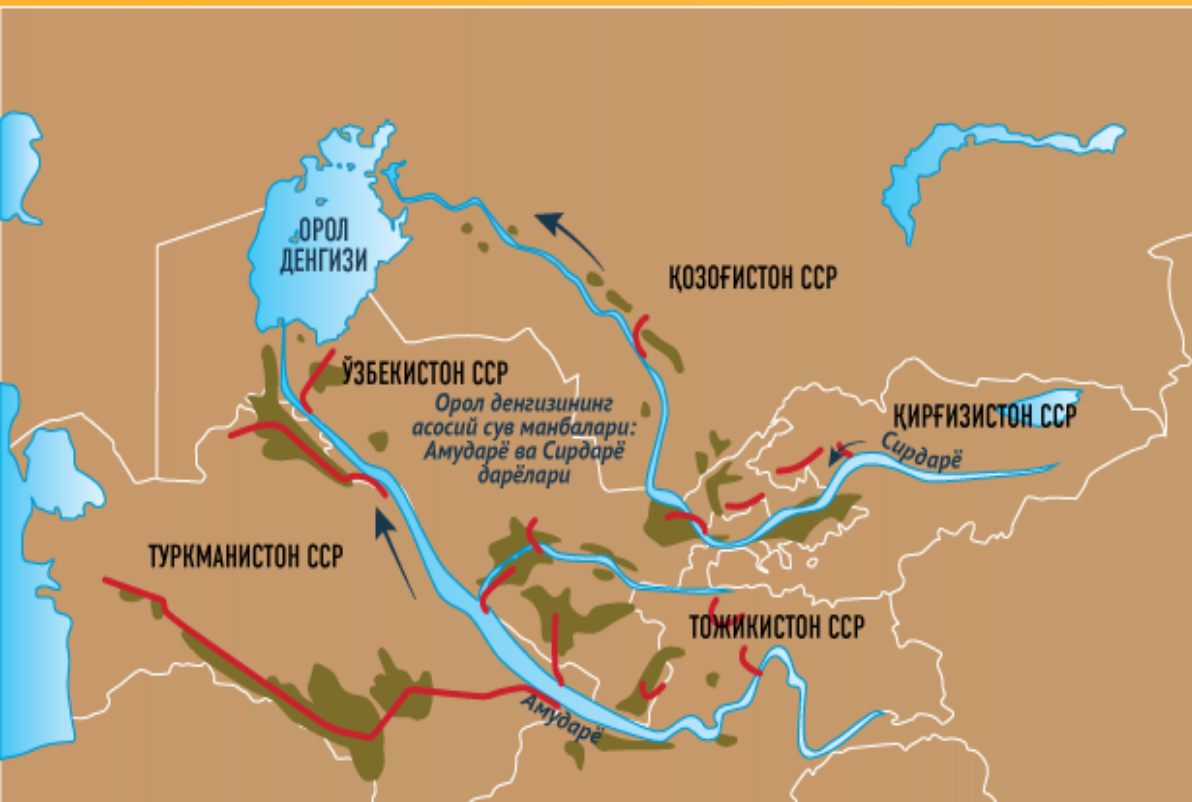 ОРОЛ
ДЕНГИЗИ
ҚОЗОҒИСТОН ССР
ЎЗБЕКИСТОН ССР
Орол денгизининг
асосий сув манбалари:
Амударё ва Сирдарё
дарёлари
ҚИРҒИЗИСТОН ССР
Сирдарё
ТУРКМАНИСТОН ССР
ТОЖИКИСТОН ССР
Амударё